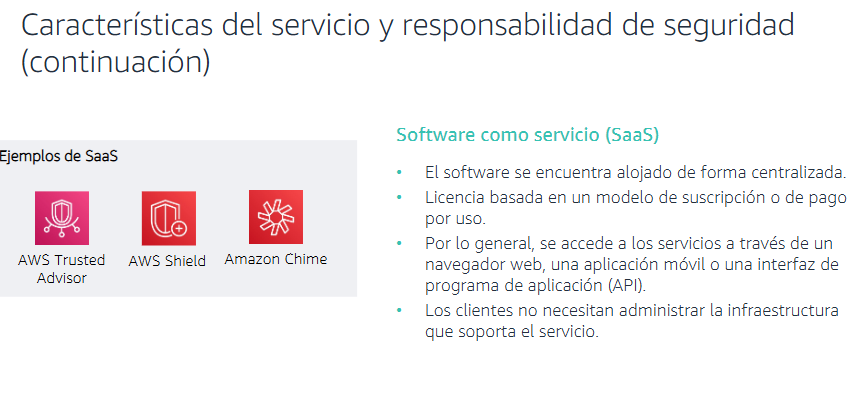 Características del servicio y responsabilidad de seguridad
(continuación)
Ejemplos de SaaS
AWS Trusted
Advisor
AWS Shield
Amazon Chime
Software como servicio (SaaS)
• El software se encuentra alojado de forma centralizada.
• Licencia basada en un modelo de suscripción o de pago
por uso.
• Por lo general, se accede a los servicios a través de un
navegador web, una aplicación móvil o una interfaz de
programa de aplicación (API).
• Los clientes no necesitan administrar la infraestructura
que soporta el servicio.